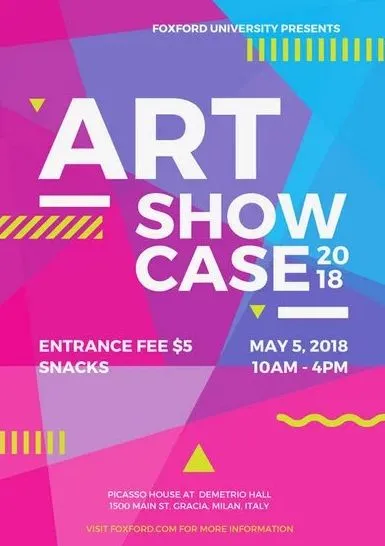 FOXFORD UNIVERSITY PRESENTS
ART
SHOW
CASE 20
18
ENTRANCE FEE $5
SNACKS
MAY 5, 2018
10AM - 4PM
PICASSO HOUSE AT DEMETRIO HALL
1500 MAIN ST, GRACIA, MILAN, ITALY
VISIT FOXFORD.COM FOR MORE INFORMATION